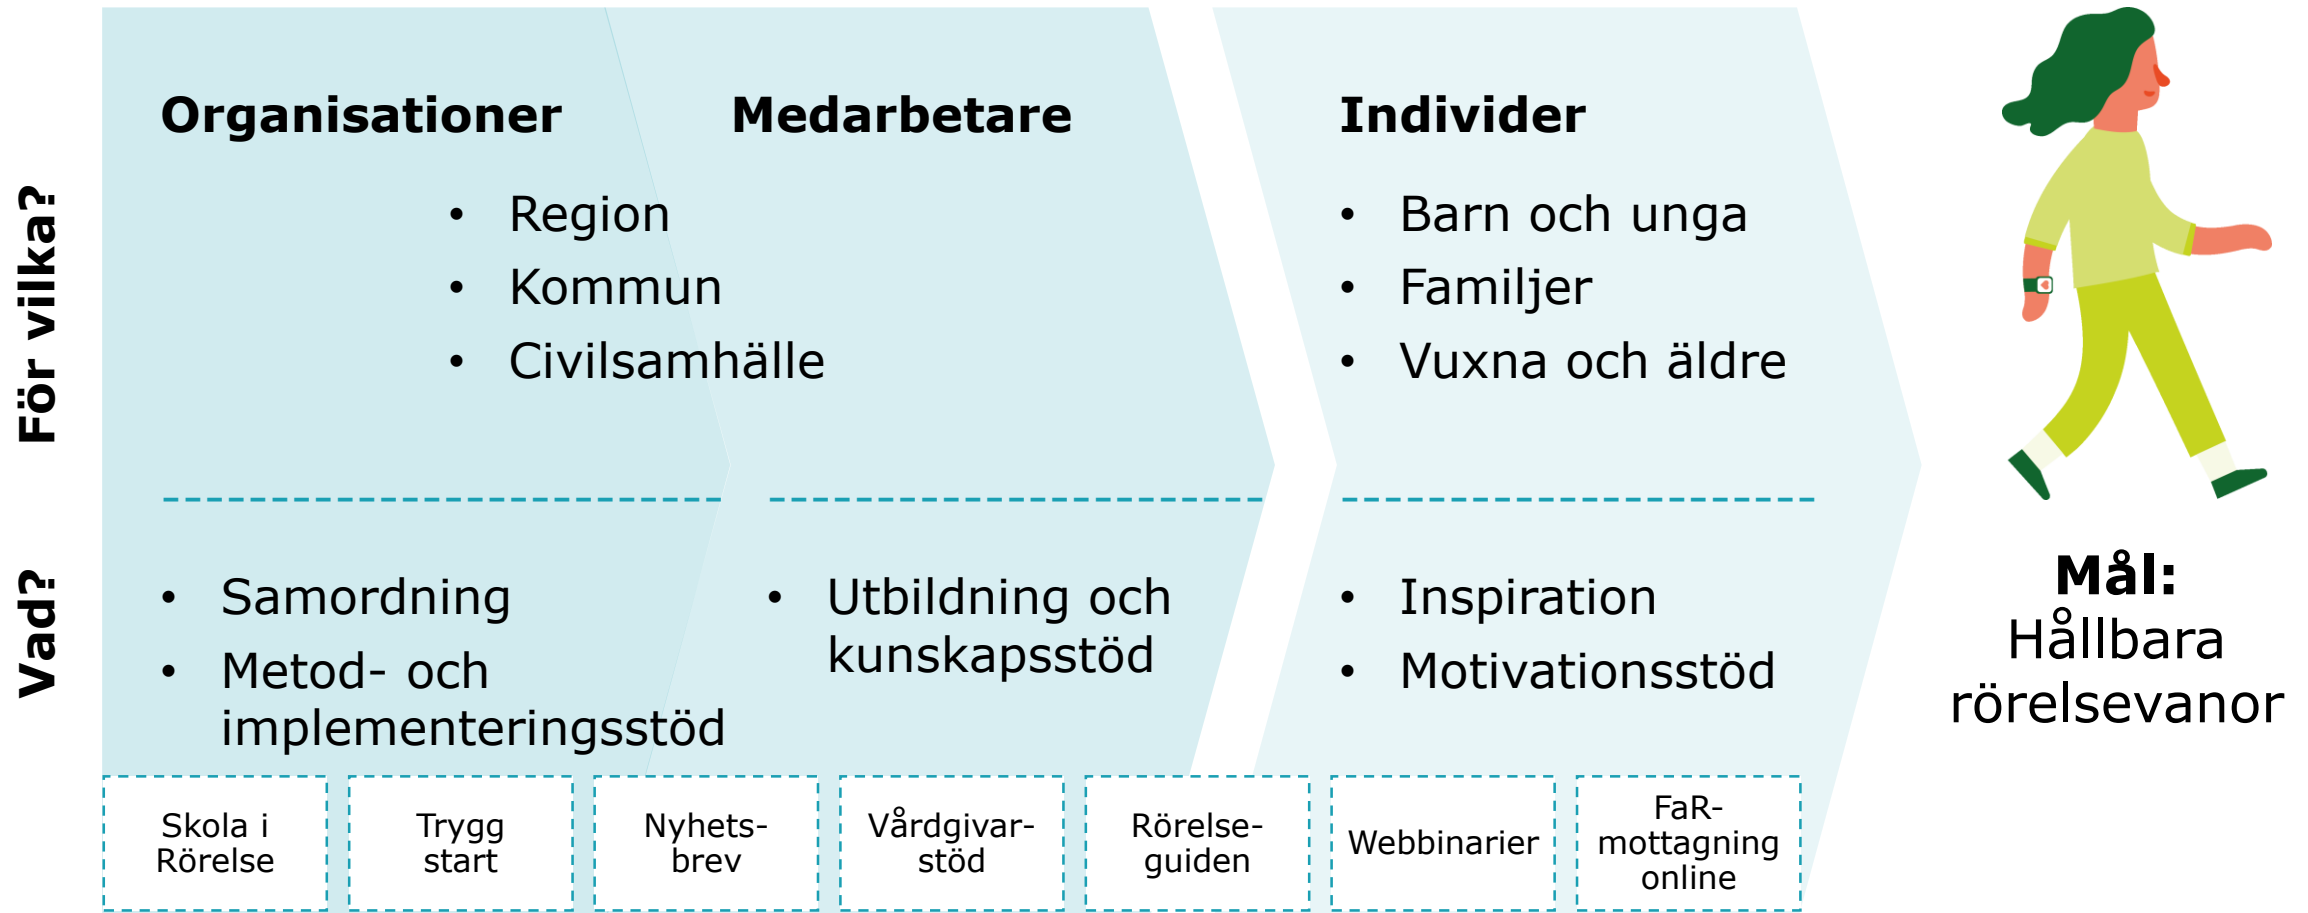 För vilka?
Organisationer
Medarbetare
• Region
• Kommun
• Civilsamhälle
Individer
• Barn och unga
• Familjer
• Vuxna och äldre
Vad?
• Samordning
• Metod- och
implementeringsstöd
• Utbildning och
kunskapsstöd
• Inspiration
• Motivationsstöd
Mål:
Hållbara
rörelsevanor
Skola i
Rörelse
Trygg
start
Nyhets-
brev
Vårdgivar-
stöd
Rörelse-
guiden
Webbinarier
FaR-
mottagning
online